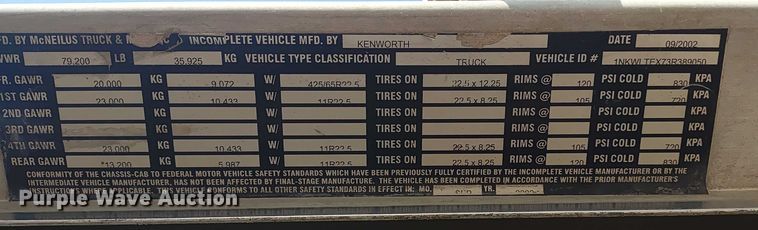 FD. BY McNEILUS TRUCK & M INCOMPLETE VEHICLE MFD. BY KENWORTH DATE 09/2002
VWR 79,200 LB 35,925 KG VEHICLE TYPE CLASSIFICATION TRUCK VEHICLE ID # 1NKWLTEX73R389050
FR. GAWR 20,000 KG 9,072 W/ 425/65R22.5 TIRES ON 22.5 x 12.25 RIMS @ 120 PSI COLD 830 KPA
1ST GAWR 23,000 KG 10,433 W/ 11R22.5 TIRES ON 22.5 x 8.25 RIMS @ 105 PSI COLD 720 KPA
2ND GAWR KG W/ TIRES ON RIMS @ PSI COLD KPA
3RD GAWR KG W/ TIRES ON RIMS @ PSI COLD KPA
4TH GAWR 23,000 KG 10,433 W/ 11R22.5 TIRES ON 22.5 x 8.25 RIMS @ 105 PSI COLD 720 KPA
REAR GAWR 13,200 KG 5,987 W/ 11R22.5 TIRES ON 22.5 x 8.25 RIMS @ 120 PSI COLD 830 KPA
CONFORMITY OF THE CHASSIS-CAB TO FEDERAL MOTOR VEHICLE SAFETY STANDARDS WHICH HAVE BEEN PREVIOUSLY FULLY CERTIFIED BY THE INCOMPLETE VEHICLE MANUFACTURER OR BY THE
INTERMEDIATE VEHICLE MANUFACTURER, HAS NOT BEEN AFFECTED BY FINAL-STAGE MANUFACTURE. THE VEHICLE HAS BEEN COMPLETED IN ACCORDANCE WITH THE PRIOR MANUFACTURER'S
INSTRUCTIONS WHERE APPLICABLE. THIS VEHICLE CONFORMS TO ALL OTHER SAFETY STANDARDS IN EFFECT IN: MO. SEP YR.
Purple Wave Auction